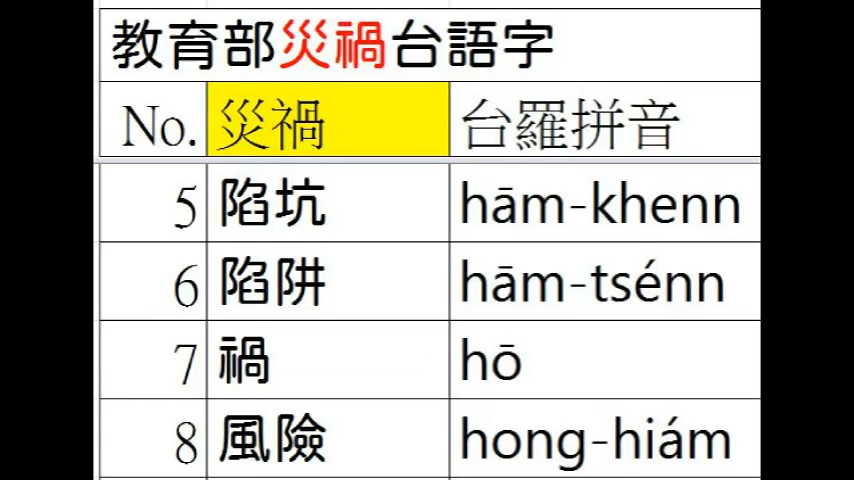 教育部災禍台語字
No. 災禍 台羅拼音
5 陷坑 hām-khenn
6 陷阱 hām-tsénn
7 禍 hō
8 風險 hong-hiám